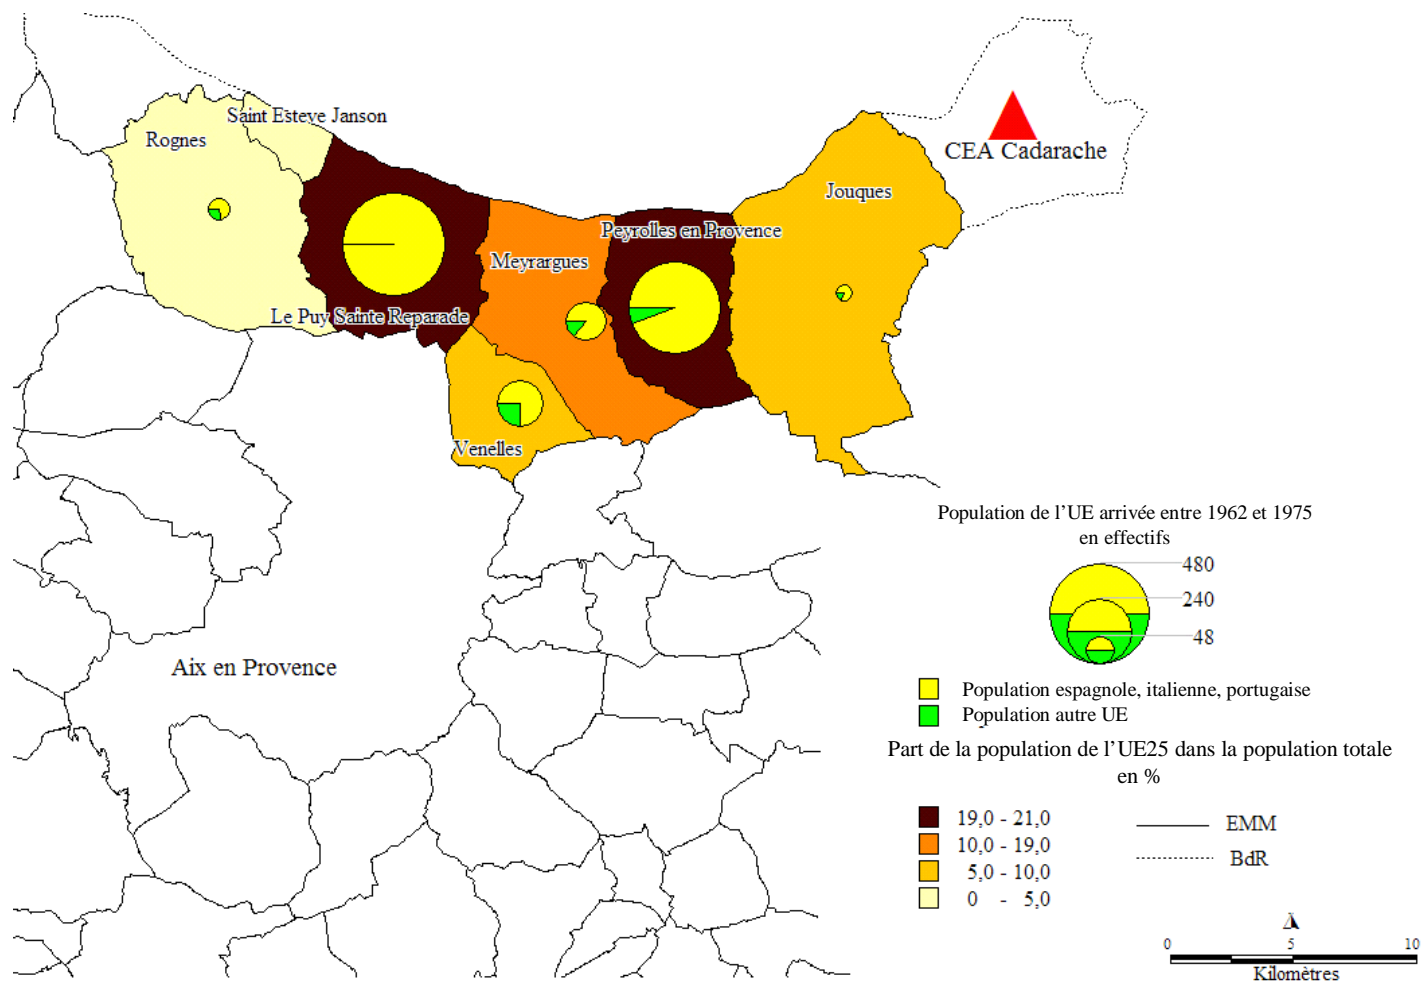 Saint Esteve Janson
Rognes
CEA Cadarache
Jouques
Peyrolles en Provence
Meyrargues
Le Puy Sainte Reparade
Venelles
Population de l'UE arrivée entre 1962 et 1975
en effectifs
480
240
48
Aix en Provence
Population espagnole, italienne, portugaise
Population autre UE
Part de la population de l'UE25 dans la population totale
en %
19,0 - 21,0
10,0 - 19,0
5,0 - 10,0
0 - 5,0
EMM
BdR
0 5 10
Kilomètres